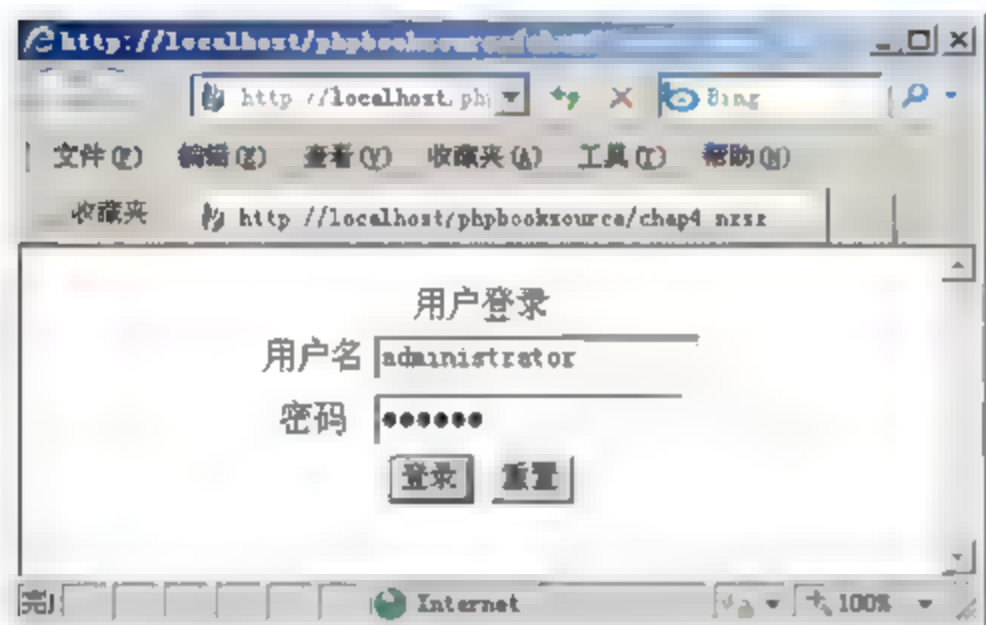 http://localhost/phpbooksource/
http://localhost/ph
Bing
文件(F) 编辑(E) 查看(V) 收藏夹(A) 工具(T) 帮助(H)
收藏夹 http://localhost/phpbooksource/chap4
用户登录
用户名 administrator
密码 ●●●●●●
登录 重置
Internet 100%